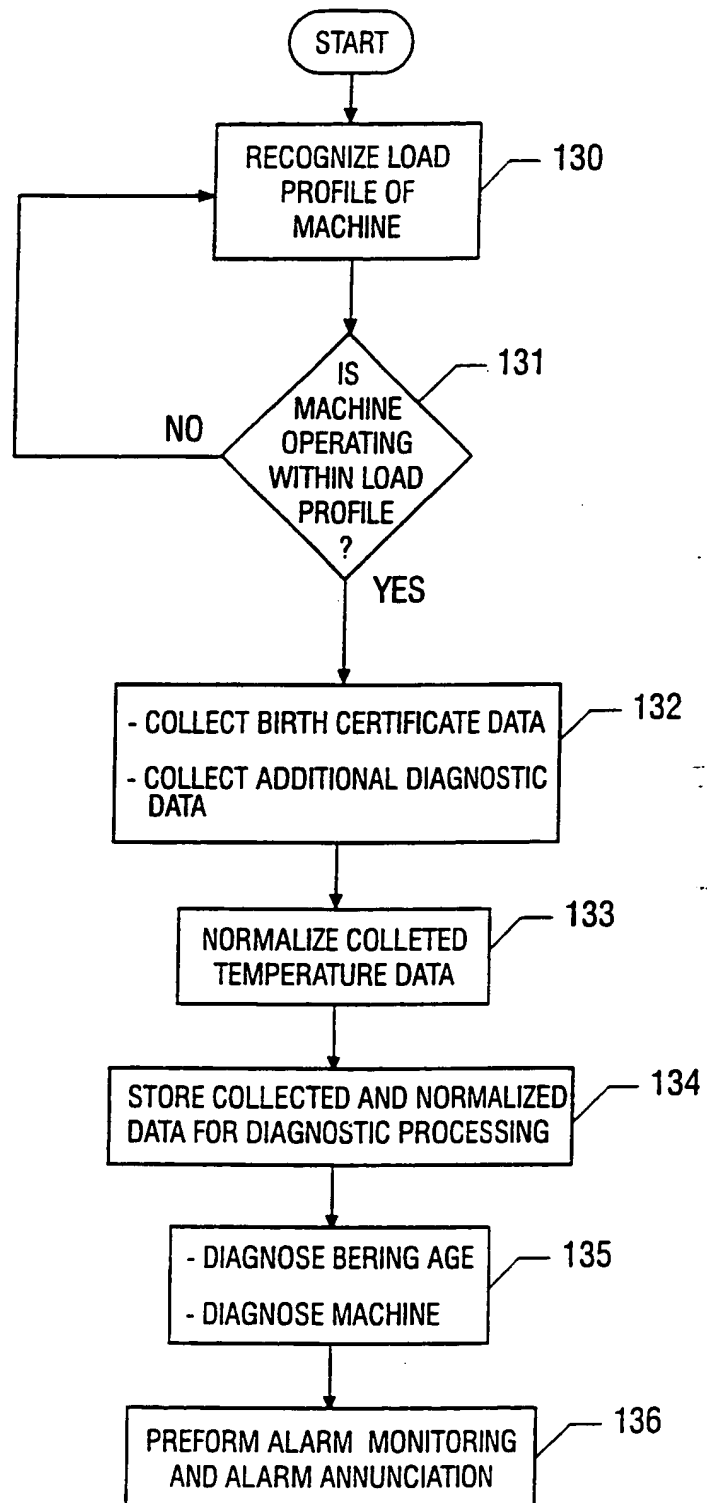 START
RECOGNIZE LOAD
PROFILE OF
MACHINE
130
IS
MACHINE
OPERATING
WITHIN LOAD
PROFILE
?
131
NO
YES
- COLLECT BIRTH CERTIFICATE DATA
- COLLECT ADDITIONAL DIAGNOSTIC
DATA
132
NORMALIZE COLLETED
TEMPERATURE DATA
133
STORE COLLECTED AND NORMALIZED
DATA FOR DIAGNOSTIC PROCESSING
134
- DIAGNOSE BERING AGE
- DIAGNOSE MACHINE
135
PREFORM ALARM MONITORING
AND ALARM ANNUNCIATION
136